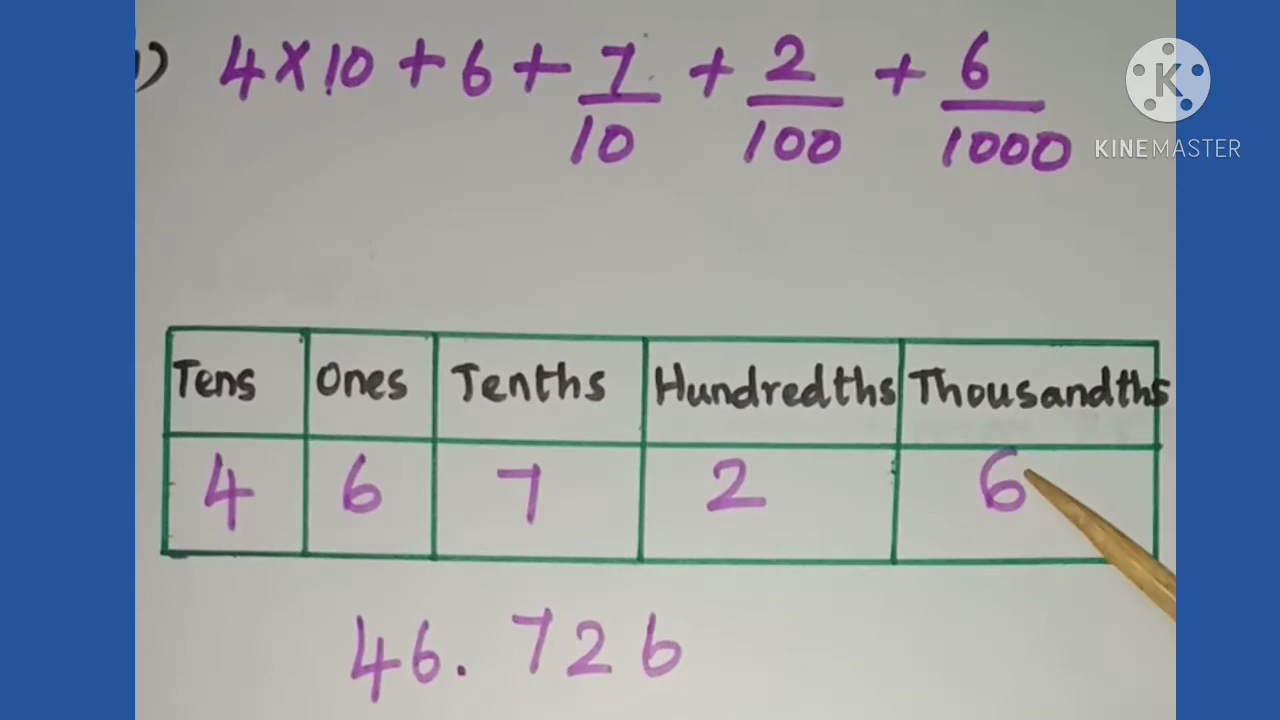 1) 4×10+6+7/10+2/100+6/1000
KINEMASTER
Tens Ones Tenths Hundredths Thousandths
4 6 7 2 6
46.726